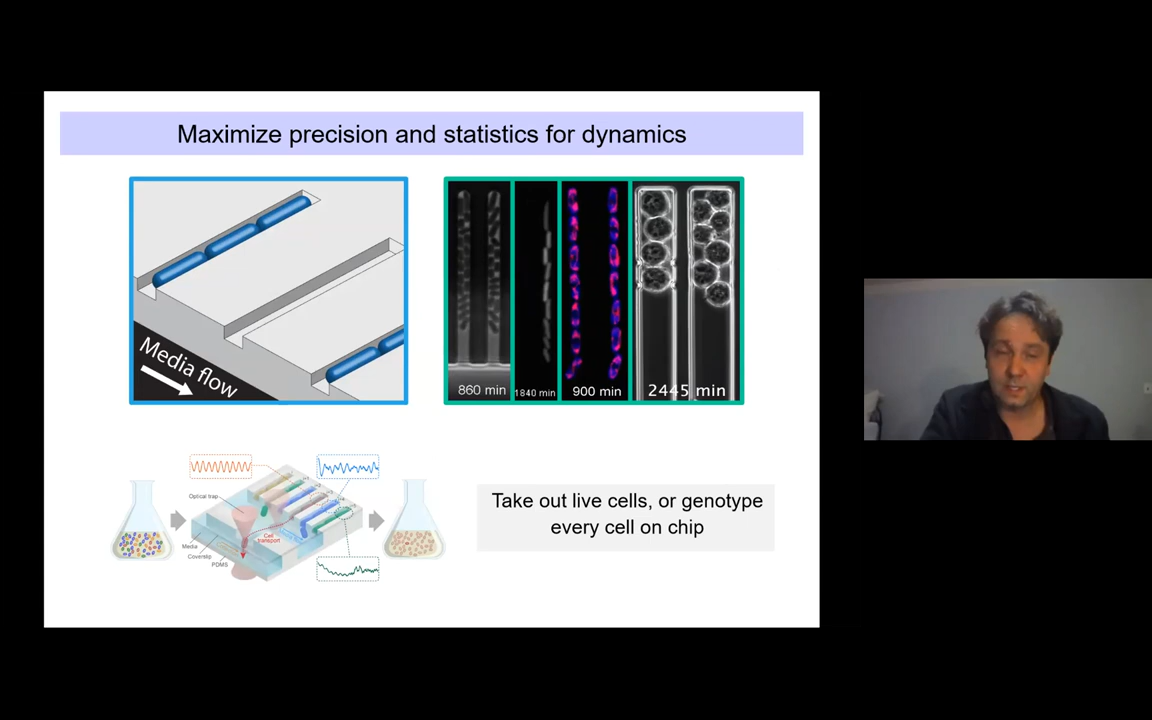 Maximize precision and statistics for dynamics
Media flow
860 min
1840 min
900 min
2445 min
Optical trap
Cell
transport
Media
Coverslip
PDMS
Take out live cells, or genotype
every cell on chip